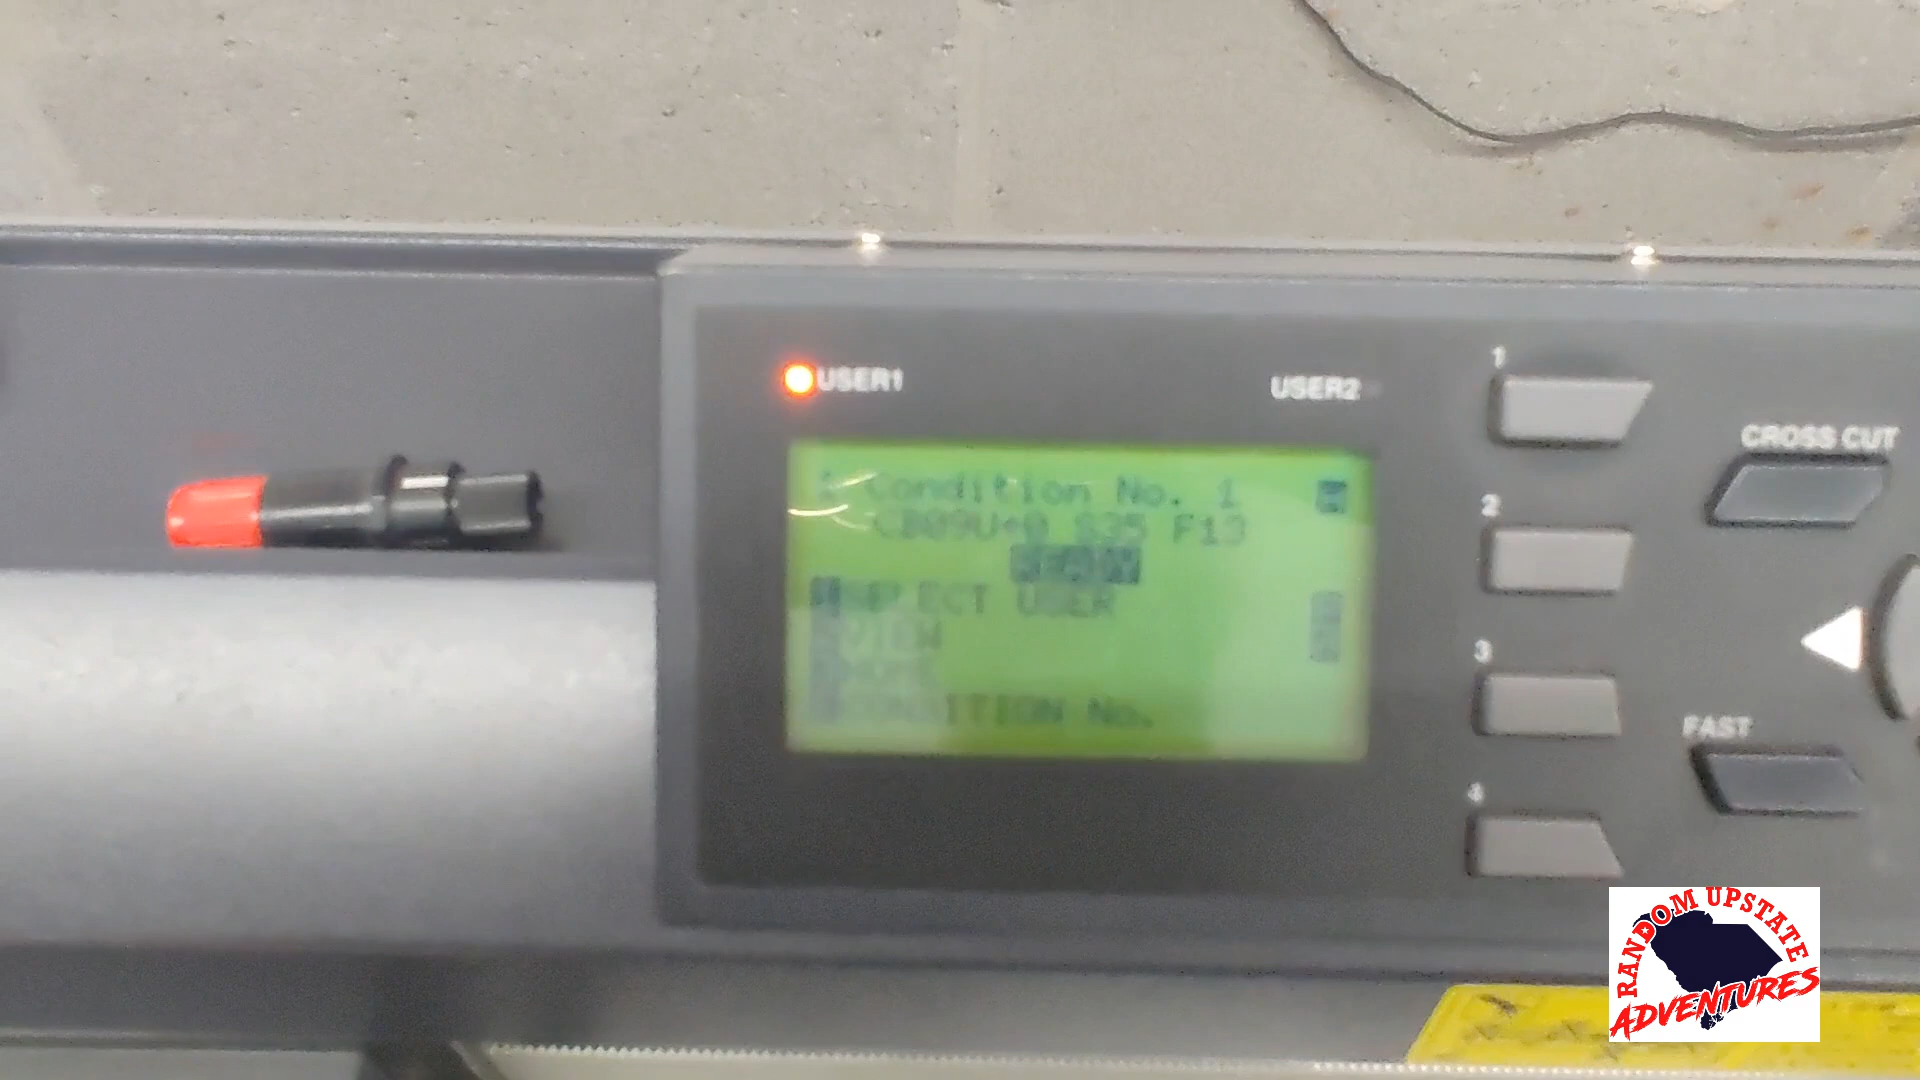 USER1
USER2
Condition No. 1
CB09U+0 S35 F13
SELECT USER
VIEW
CONDITION No.
1
2
3
4
CROSS CUT
FAST
RANDOM UPSTATE
ADVENTURES